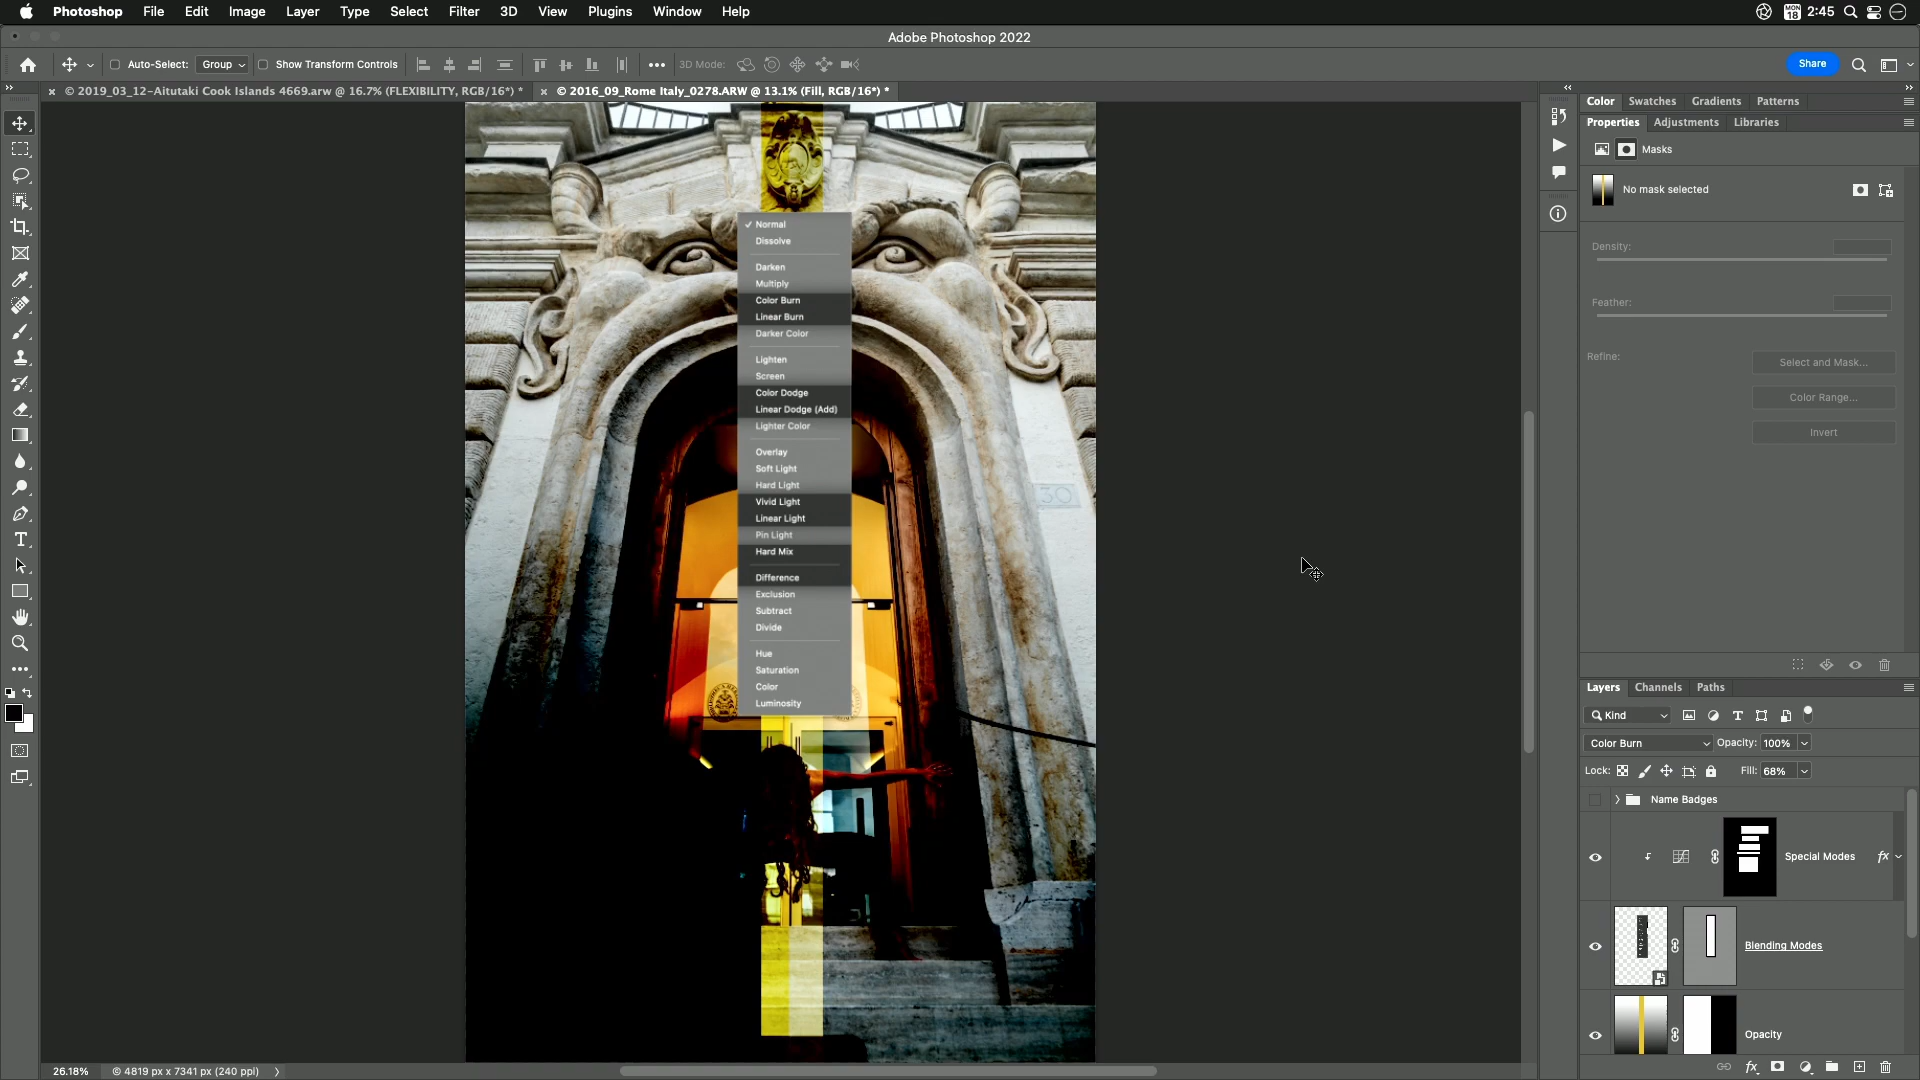 Photoshop File Edit Image Layer Type Select Filter 3D View Plugins Window Help
MON 18 2:45
Adobe Photoshop 2022
Auto-Select: Group Show Transform Controls 3D Mode: Share
© 2019_03_12-Aitutaki Cook Islands 4669.arw @ 16.7% (FLEXIBILITY, RGB/16*) *
© 2016_09_Rome Italy_0278.ARW @ 13.1% (Fill, RGB/16*) *
Color Swatches Gradients Patterns
Properties Adjustments Libraries
Masks
No mask selected
Density:
Feather:
Refine:
Select and Mask...
Color Range...
Invert
Normal
Dissolve
Darken
Multiply
Color Burn
Linear Burn
Darker Color
Lighten
Screen
Color Dodge
Linear Dodge (Add)
Lighter Color
Overlay
Soft Light
Hard Light
Vivid Light
Linear Light
Pin Light
Hard Mix
Difference
Exclusion
Subtract
Divide
Hue
Saturation
Color
Luminosity
30
Layers Channels Paths
Kind
Color Burn Opacity: 100%
Lock: Fill: 68%
Name Badges
Special Modes fx
Blending Modes
Opacity
fx
26.18% © 4819 px x 7341 px (240 ppi)